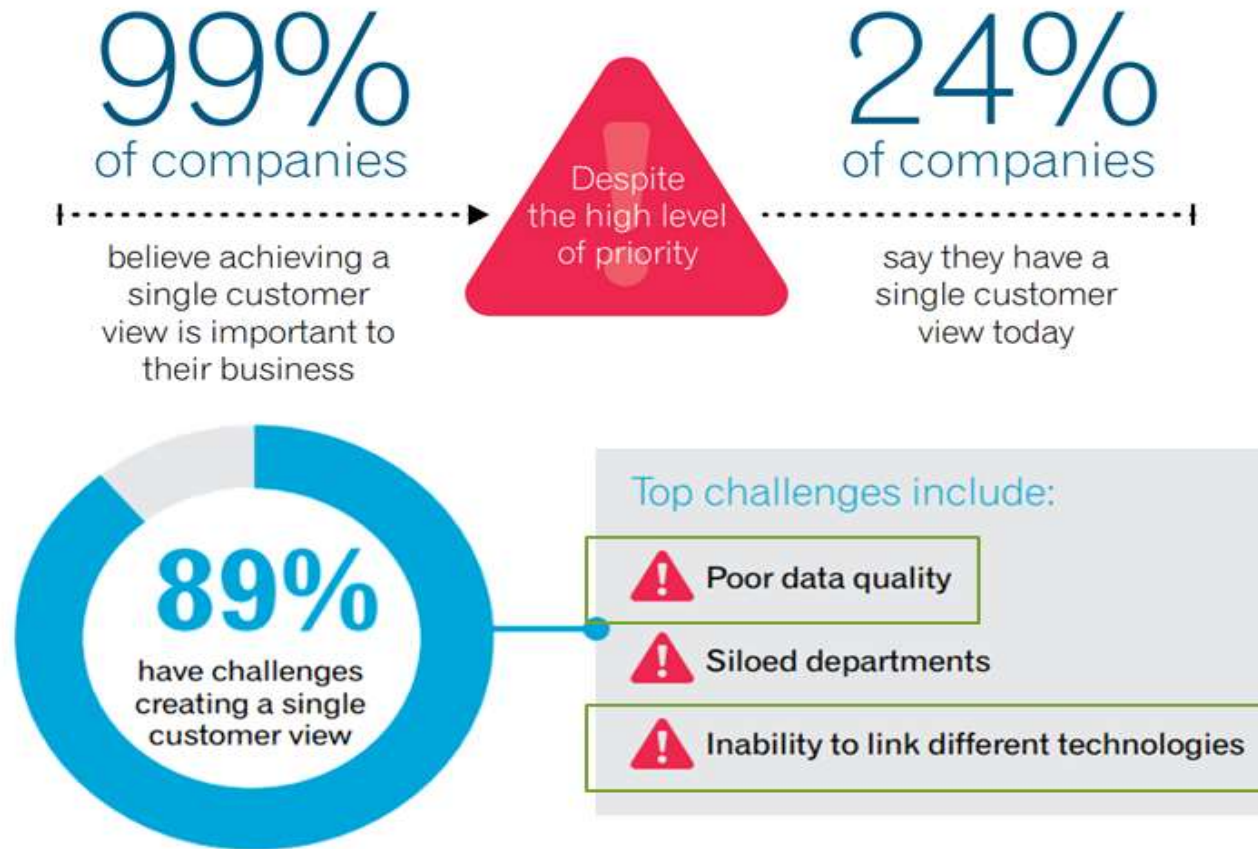 99%
of companies
believe achieving a
single customer
view is important to
their business
Despite
the high level
of priority
24%
of companies
say they have a
single customer
view today
89%
have challenges
creating a single
customer view
Top challenges include:
Poor data quality
Siloed departments
Inability to link different technologies